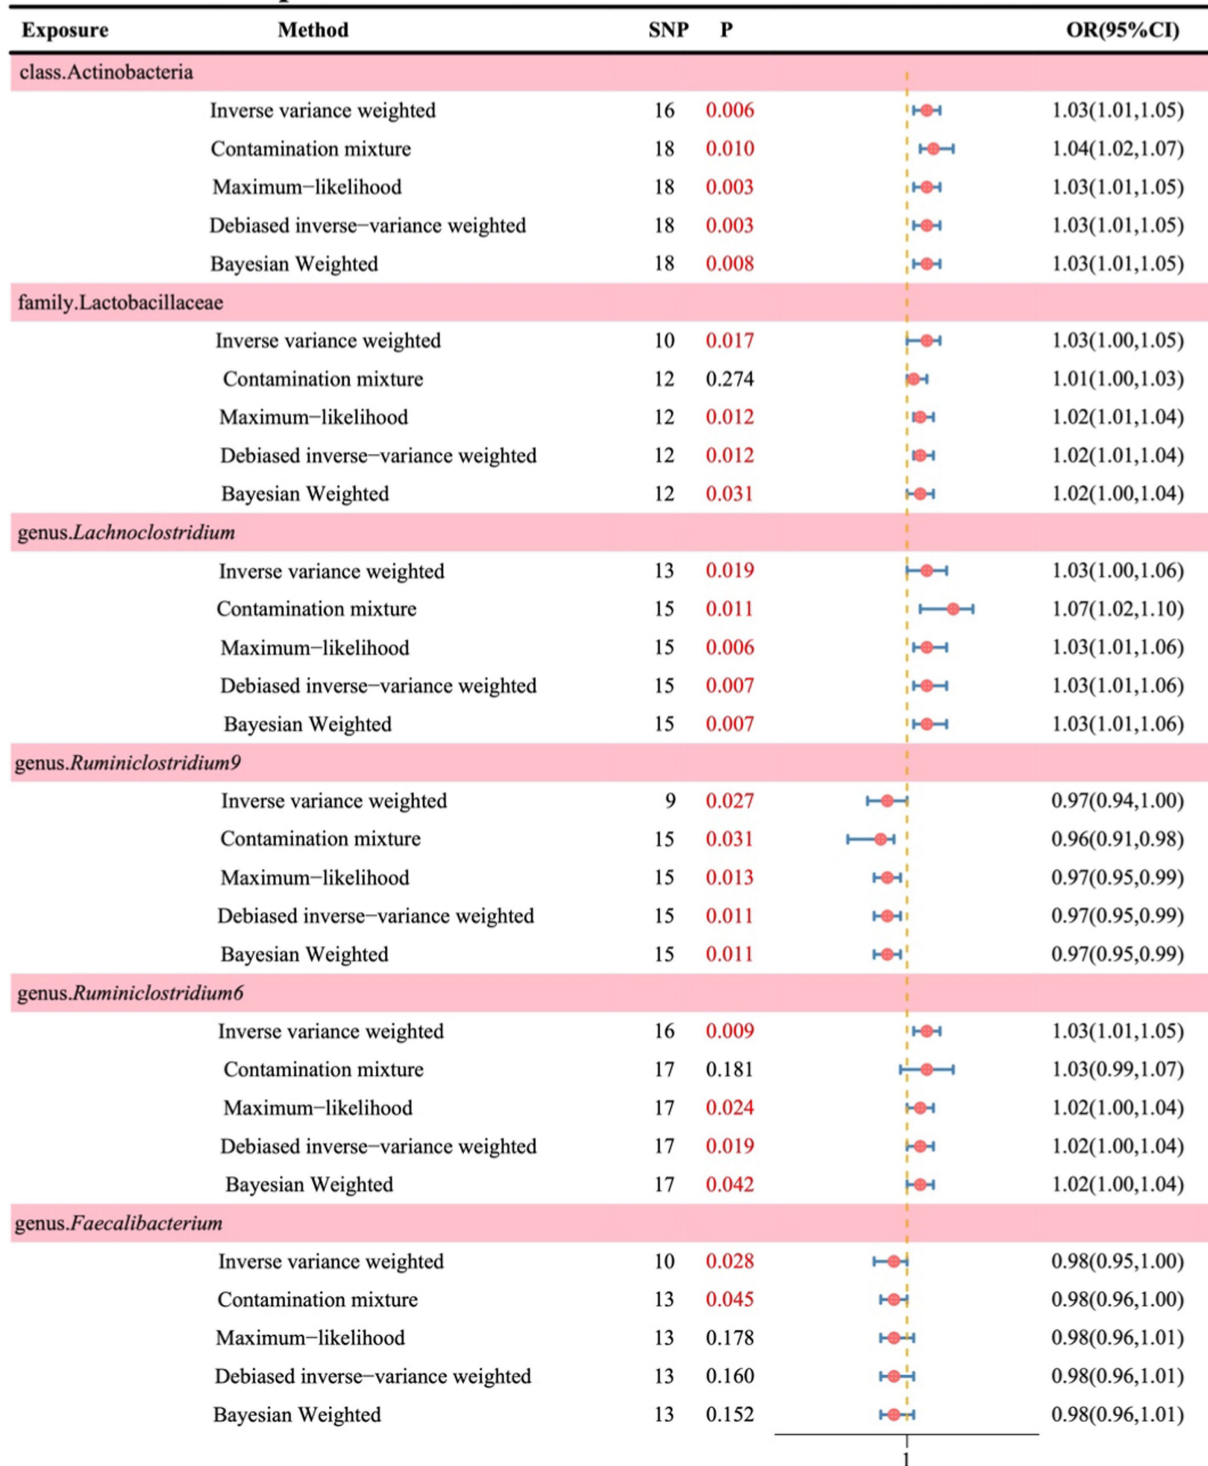 Exposure Method SNP P OR(95%CI)
class.Actinobacteria
Inverse variance weighted 16 0.006 1.03(1.01,1.05)
Contamination mixture 18 0.010 1.04(1.02,1.07)
Maximum−likelihood 18 0.003 1.03(1.01,1.05)
Debiased inverse−variance weighted 18 0.003 1.03(1.01,1.05)
Bayesian Weighted 18 0.008 1.03(1.01,1.05)
family.Lactobacillaceae
Inverse variance weighted 10 0.017 1.03(1.00,1.05)
Contamination mixture 12 0.274 1.01(1.00,1.03)
Maximum−likelihood 12 0.012 1.02(1.01,1.04)
Debiased inverse−variance weighted 12 0.012 1.02(1.01,1.04)
Bayesian Weighted 12 0.031 1.02(1.00,1.04)
genus.Lachnoclostridium
Inverse variance weighted 13 0.019 1.03(1.00,1.06)
Contamination mixture 15 0.011 1.07(1.02,1.10)
Maximum−likelihood 15 0.006 1.03(1.01,1.06)
Debiased inverse−variance weighted 15 0.007 1.03(1.01,1.06)
Bayesian Weighted 15 0.007 1.03(1.01,1.06)
genus.Ruminiclostridium9
Inverse variance weighted 9 0.027 0.97(0.94,1.00)
Contamination mixture 15 0.031 0.96(0.91,0.98)
Maximum−likelihood 15 0.013 0.97(0.95,0.99)
Debiased inverse−variance weighted 15 0.011 0.97(0.95,0.99)
Bayesian Weighted 15 0.011 0.97(0.95,0.99)
genus.Ruminiclostridium6
Inverse variance weighted 16 0.009 1.03(1.01,1.05)
Contamination mixture 17 0.181 1.03(0.99,1.07)
Maximum−likelihood 17 0.024 1.02(1.00,1.04)
Debiased inverse−variance weighted 17 0.019 1.02(1.00,1.04)
Bayesian Weighted 17 0.042 1.02(1.00,1.04)
genus.Faecalibacterium
Inverse variance weighted 10 0.028 0.98(0.95,1.00)
Contamination mixture 13 0.045 0.98(0.96,1.00)
Maximum−likelihood 13 0.178 0.98(0.96,1.01)
Debiased inverse−variance weighted 13 0.160 0.98(0.96,1.01)
Bayesian Weighted 13 0.152 0.98(0.96,1.01)
1